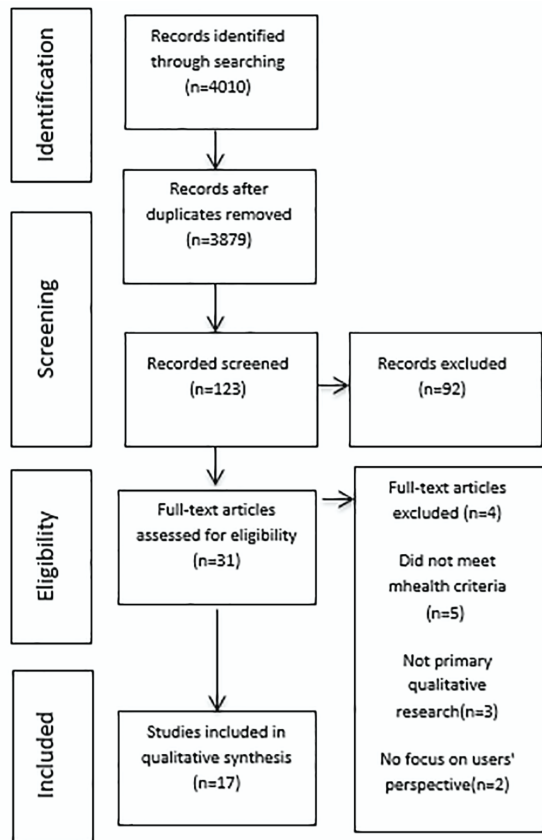 Identification
Records identified
through searching
(n=4010)
Records after
duplicates removed
(n=3879)
Screening
Recorded screened
(n=123)
Records excluded
(n=92)
Eligibility
Full-text articles
assessed for eligibility
(n=31)
Full-text articles
excluded (n=4)
Did not meet
mhealth criteria
(n=5)
Not primary
qualitative
research(n=3)
No focus on users'
perspective(n=2)
Included
Studies included in
qualitative synthesis
(n=17)